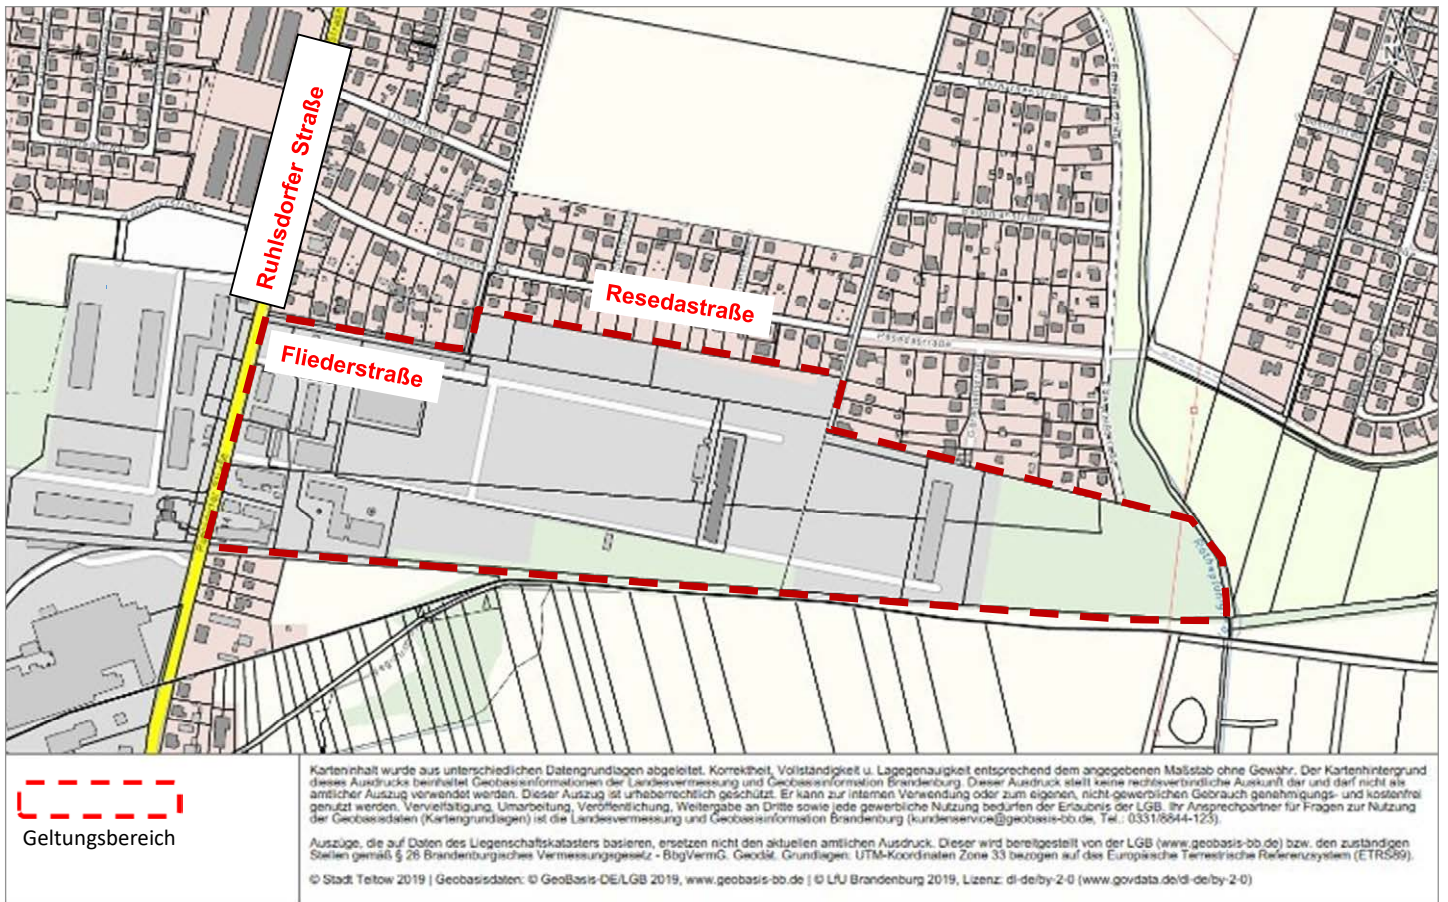 N
Ruhlsdorfer Straße
Resedastraße
Fliederstraße
Resedastraße
Geltungsbereich
Karteninhalt wurde aus unterschiedlichen Datengrundlagen abgeleitet. Korrektheit, Vollständigkeit u. Lagegenauigkeit entsprechend dem angegebenen Maßstab ohne Gewähr. Der Kartenhintergrund
dieses Ausdrucks beinhaltet Geobasisinformationen der Landesvermessung und Geobasisinformation Brandenburg. Dieser Ausdruck stellt keine rechtsverbindliche Auskunft dar und darf nicht als
amtlicher Auszug verwendet werden. Dieser Auszug ist urheberrechtlich geschützt. Er kann zur internen Verwendung oder zum eigenen, nicht-gewerblichen Gebrauch genehmigungs- und kostenfrei
genutzt werden. Vervielfältigung, Umarbeitung, Veröffentlichung, Weitergabe an Dritte sowie jede gewerbliche Nutzung bedürfen der Erlaubnis der LGB. Ihr Ansprechpartner für Fragen zur Nutzung
der Geobasisdaten (Kartengrundlagen) ist die Landesvermessung und Geobasisinformation Brandenburg (kundenservice@geobasis-bb.de, Tel.: 0331/8844-123).
Auszüge, die auf Daten des Liegenschaftskatasters basieren, ersetzen nicht den aktuellen amtlichen Ausdruck. Dieser wird bereitgestellt von der LGB (www.geobasis-bb.de) bzw. den zuständigen
Stellen gemäß § 26 Brandenburgisches Vermessungsgesetz - BbgVermG. Geodät. Grundlagen: UTM-Koordinaten Zone 33 bezogen auf das Europäische Terrestrische Referenzsystem (ETRS89).
© Stadt Teltow 2019 | Geobasisdaten: © GeoBasis-DE/LGB 2019, www.geobasis-bb.de | © LfU Brandenburg 2019, Lizenz: dl-de/by-2-0 (www.govdata.de/dl-de/by-2-0)